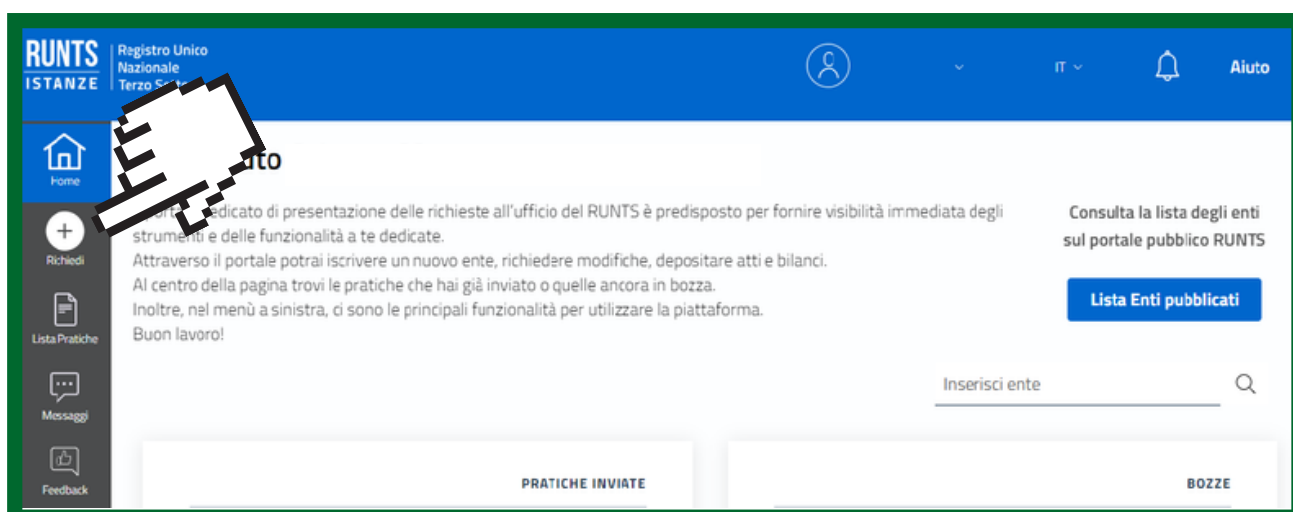 RUNTS
ISTANZE
Registro Unico
Nazionale
Terzo
IT
Aiuto
Home
Richiedi
Lista Pratiche
Messaggi
Feedback
dedicato di presentazione delle richieste all'ufficio del RUNTS è predisposto per fornire visibilità immediata degli
strumenti e delle funzionalità a te dedicate.
Attraverso il portale potrai iscrivere un nuovo ente, richiedere modifiche, depositare atti e bilanci.
Al centro della pagina trovi le pratiche che hai già inviato o quelle ancora in bozza.
Inoltre, nel menù a sinistra, ci sono le principali funzionalità per utilizzare la piattaforma.
Buon lavoro!
Consulta la lista degli enti
sul portale pubblico RUNTS
Lista Enti pubblicati
Inserisci ente
PRATICHE INVIATE
BOZZE